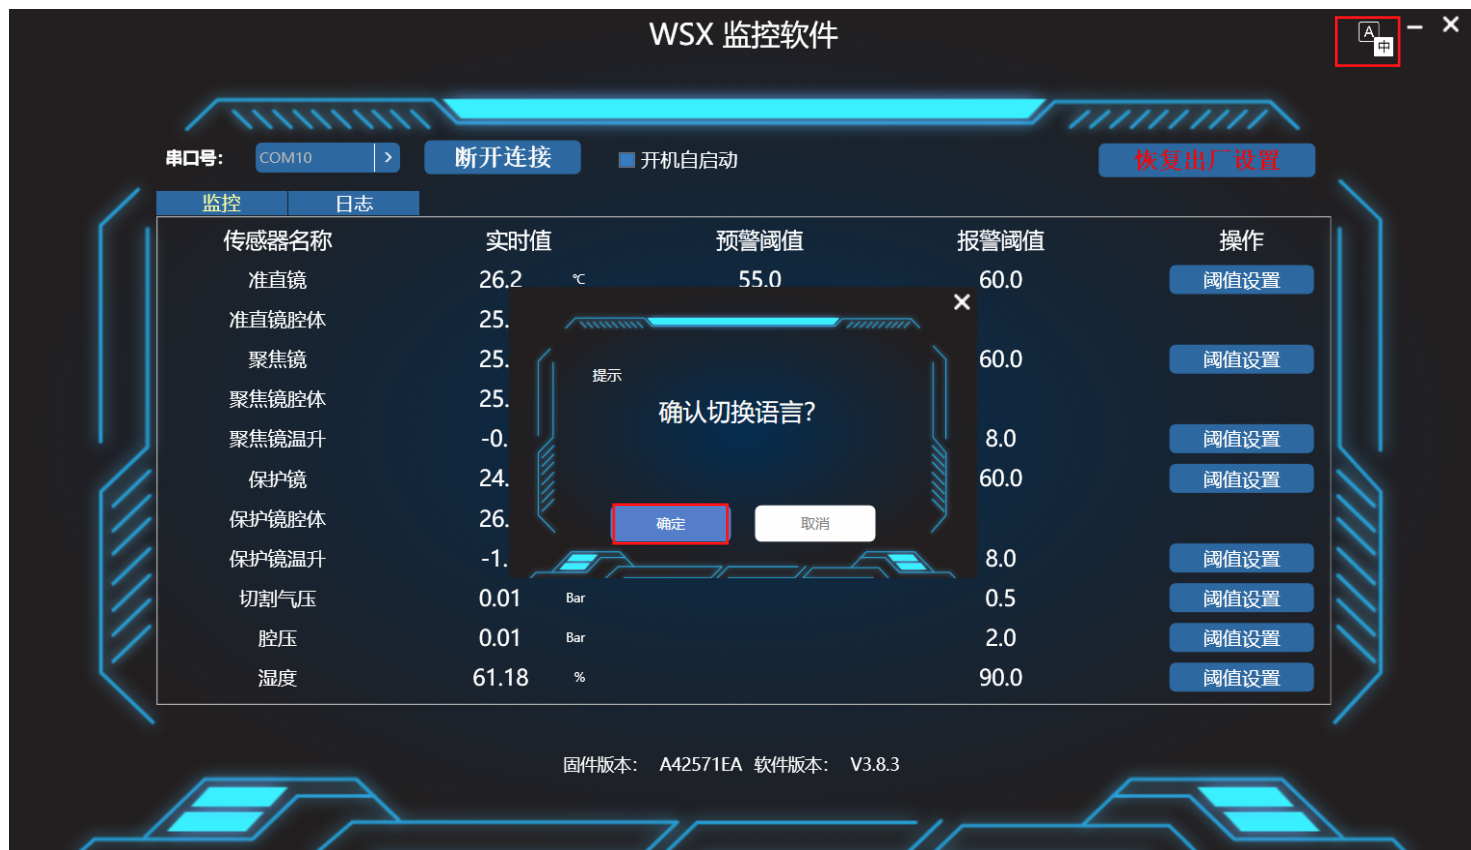 WSX 监控软件
A
中
串口号: COM10 > 断开连接 开机自启动 恢复出厂设置
监控 日志
传感器名称 实时值 预警阈值 报警阈值 操作
准直镜 26.2 ℃ 55.0 60.0 阈值设置
准直镜腔体 25.
聚焦镜 25. 60.0 阈值设置
聚焦镜腔体 25.
聚焦镜温升 -0. 8.0 阈值设置
保护镜 24. 60.0 阈值设置
保护镜腔体 26.
保护镜温升 -1. 8.0 阈值设置
切割气压 0.01 Bar 0.5 阈值设置
腔压 0.01 Bar 2.0 阈值设置
湿度 61.18 % 90.0 阈值设置
提示
确认切换语言?
确定 取消
固件版本: A42571EA 软件版本: V3.8.3